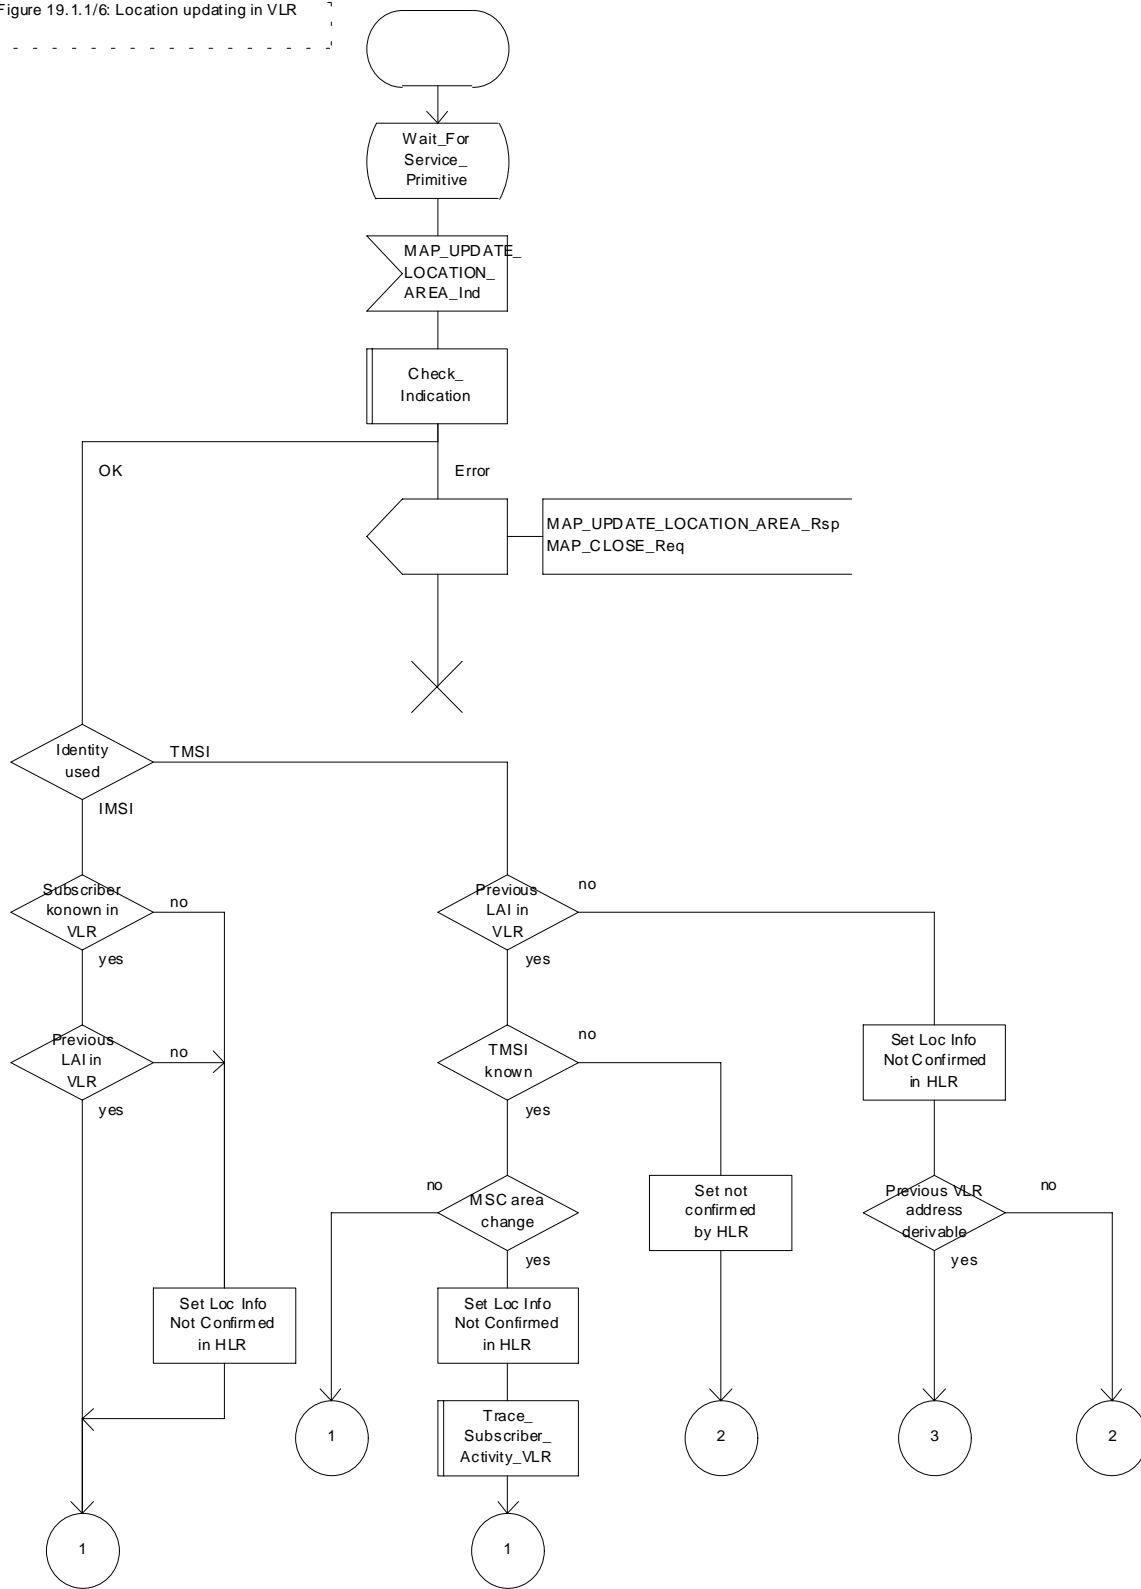 Figure 19.1.1/6: Location updating in VLR
Wait_For
Service_
Primitive
MAP_UPDATE_
LOCATION_
AREA_Ind
Check_
Indication
OK
Error
MAP_UPDATE_LOCATION_AREA_Rsp
MAP_CLOSE_Req
Identity
used
TMSI
IMSI
Subscriber
konown in
VLR
no
yes
Previous
LAI in
VLR
no
yes
Previous
LAI in
VLR
no
yes
TMSI
known
no
yes
Set Loc Info
Not Confirmed
in HLR
MSC area
change
no
yes
Set not
confirmed
by HLR
Previous VLR
address
derivable
no
yes
Set Loc Info
Not Confirmed
in HLR
Set Loc Info
Not Confirmed
in HLR
1
Trace_
Subscriber_
Activity_VLR
2
3
2
1
1